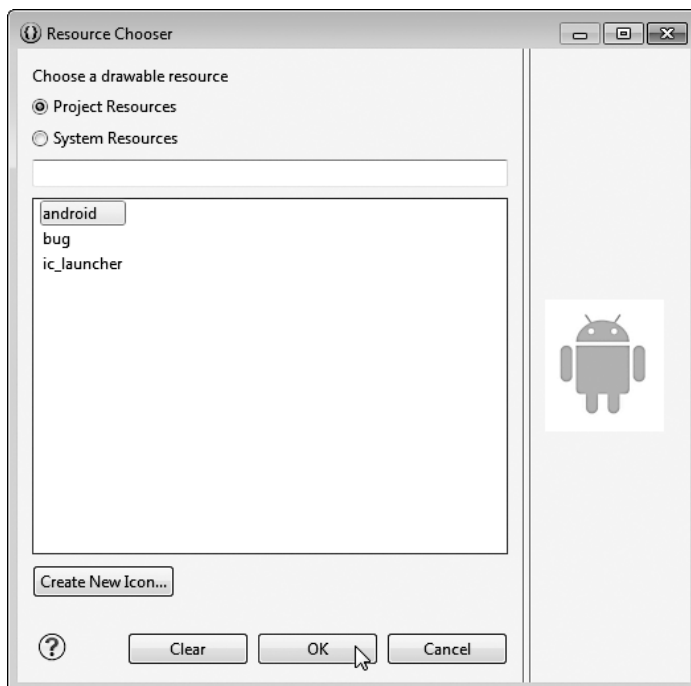 Resource Chooser
Choose a drawable resource
Project Resources
System Resources
android
bug
ic_launcher
Create New Icon...
?
Clear OK Cancel